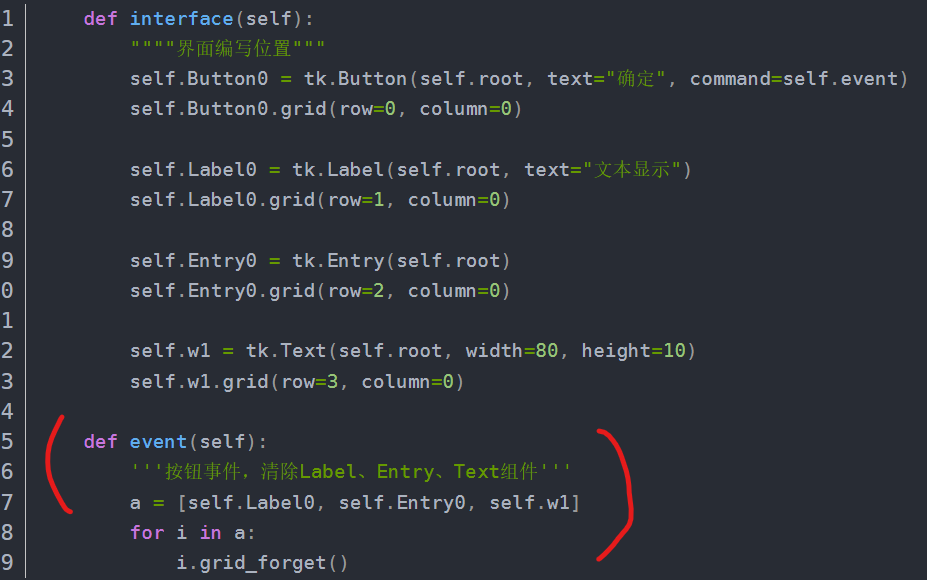 1 def interface(self):
2 """"界面编写位置"""
3 self.Button0 = tk.Button(self.root, text="确定", command=self.event)
4 self.Button0.grid(row=0, column=0)
5
6 self.Label0 = tk.Label(self.root, text="文本显示")
7 self.Label0.grid(row=1, column=0)
8
9 self.Entry0 = tk.Entry(self.root)
0 self.Entry0.grid(row=2, column=0)
1
2 self.w1 = tk.Text(self.root, width=80, height=10)
3 self.w1.grid(row=3, column=0)
4
5 def event(self):
6 '''按钮事件，清除Label、Entry、Text组件'''
7 a = [self.Label0, self.Entry0, self.w1]
8 for i in a:
9 i.grid_forget()